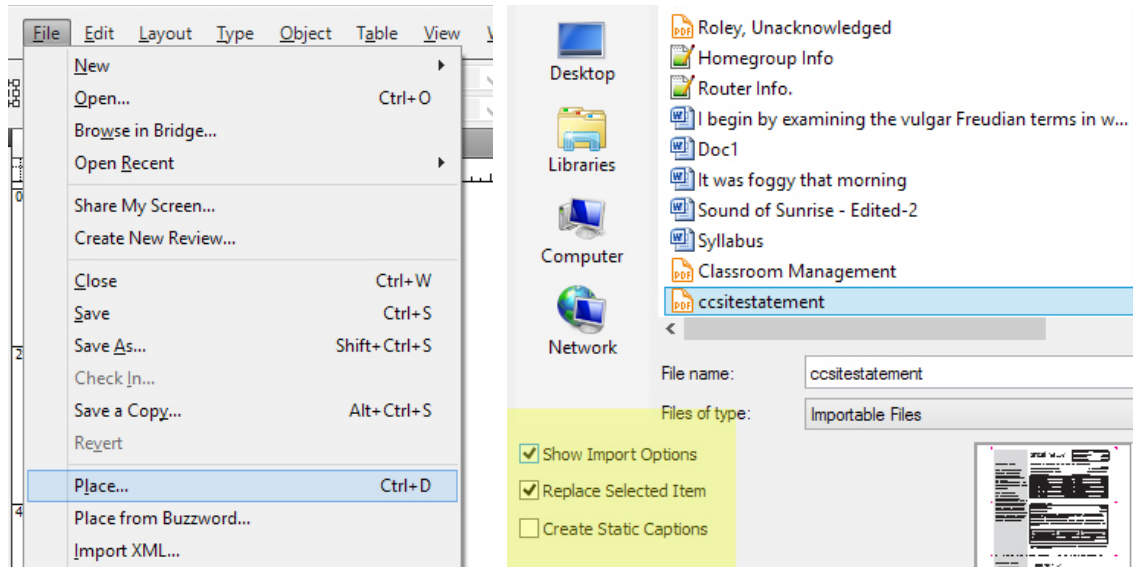 File Edit Layout Type Object Table View
New
Open... Ctrl+O
Browse in Bridge...
Open Recent
Share My Screen...
Create New Review...
Close Ctrl+W
Save Ctrl+S
Save As... Shift+Ctrl+S
Check In...
Save a Copy... Alt+Ctrl+S
Revert
Place... Ctrl+D
Place from Buzzword...
Import XML...
0
2
4
Desktop
Libraries
Computer
Network
Roley, Unacknowledged
Homegroup Info
Router Info.
I begin by examining the vulgar Freudian terms in w...
Doc1
It was foggy that morning
Sound of Sunrise - Edited-2
Syllabus
Classroom Management
ccsitestatement
File name: ccsitestatement
Files of type: Importable Files
Show Import Options
Replace Selected Item
Create Static Captions